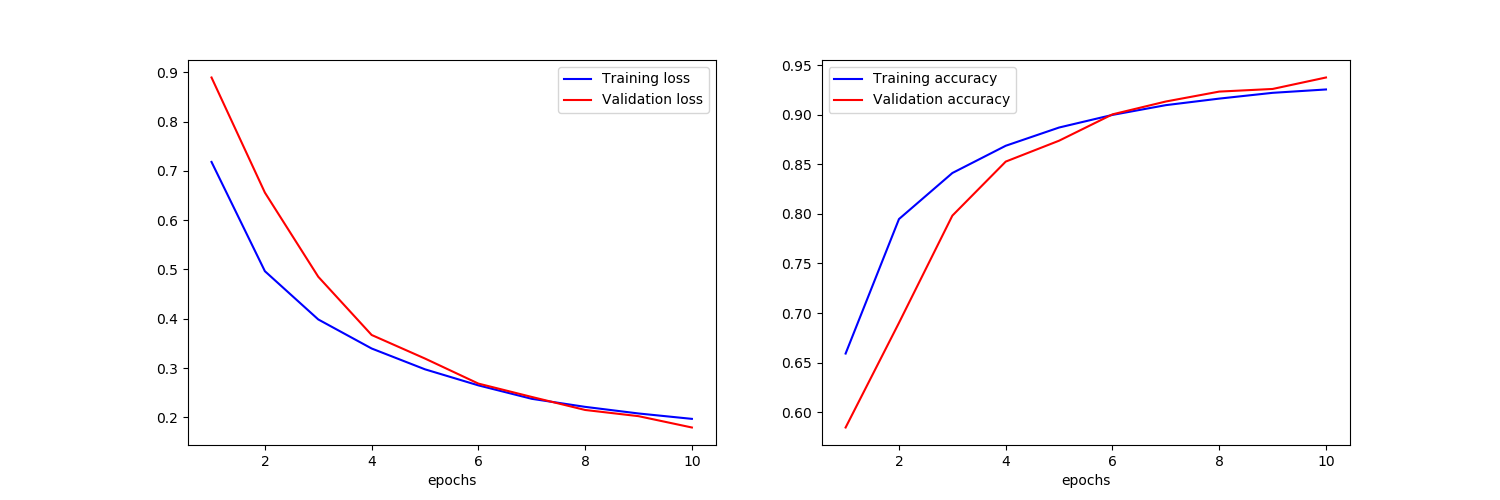 0.9
0.8
0.7
0.6
0.5
0.4
0.3
0.2
2 4 6 8 10
epochs
Training loss
Validation loss
0.95
0.90
0.85
0.80
0.75
0.70
0.65
0.60
2 4 6 8 10
epochs
Training accuracy
Validation accuracy